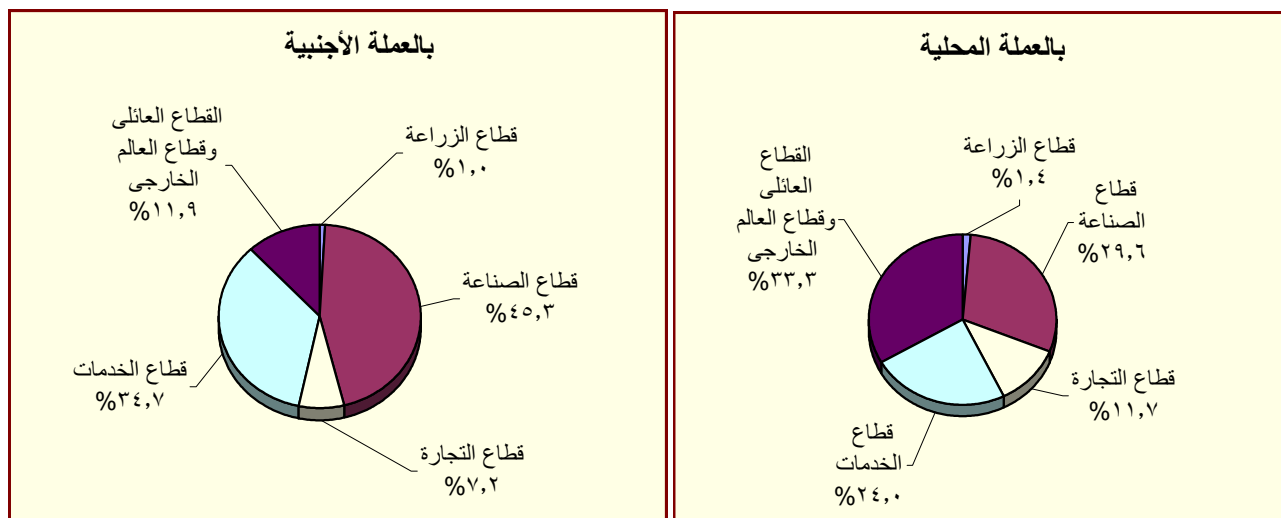 بالعملة المحلية
قطاع الزراعة
%١,٤
قطاع
الصناعة
%٢٩,٦
قطاع التجارة
%١١,٧
قطاع
الخدمات
%٢٤,٠
القطاع
العائلى
وقطاع العالم
الخارجى
%٣٣,٣
بالعملة الأجنبية
قطاع الزراعة
%١,٠
قطاع الصناعة
%٤٥,٣
قطاع التجارة
%٧,٢
قطاع الخدمات
%٣٤,٧
القطاع العائلى
وقطاع العالم
الخارجى
%١١,٩